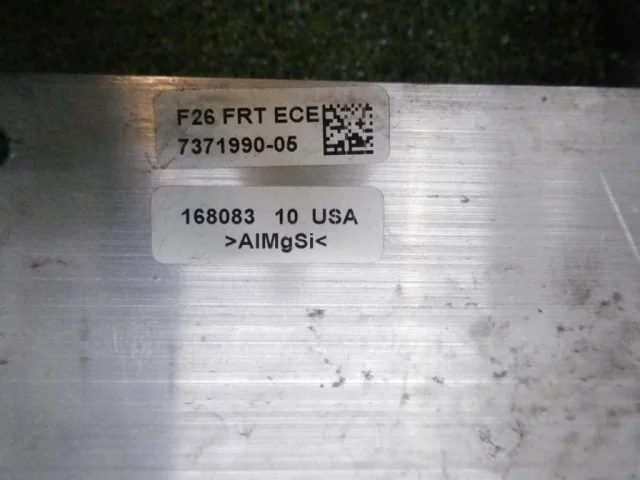 F26 FRT ECE
7371990-05
168083 10 USA
>AlMgSi<